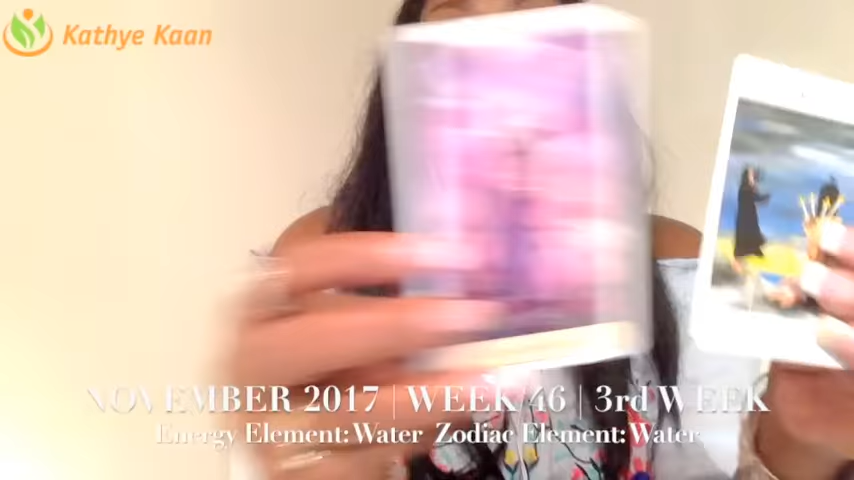 Kathye Kaan
NOVEMBER 2017 | WEEK 46 | 3rd WEEK
Energy Element:Water Zodiac Element:Water